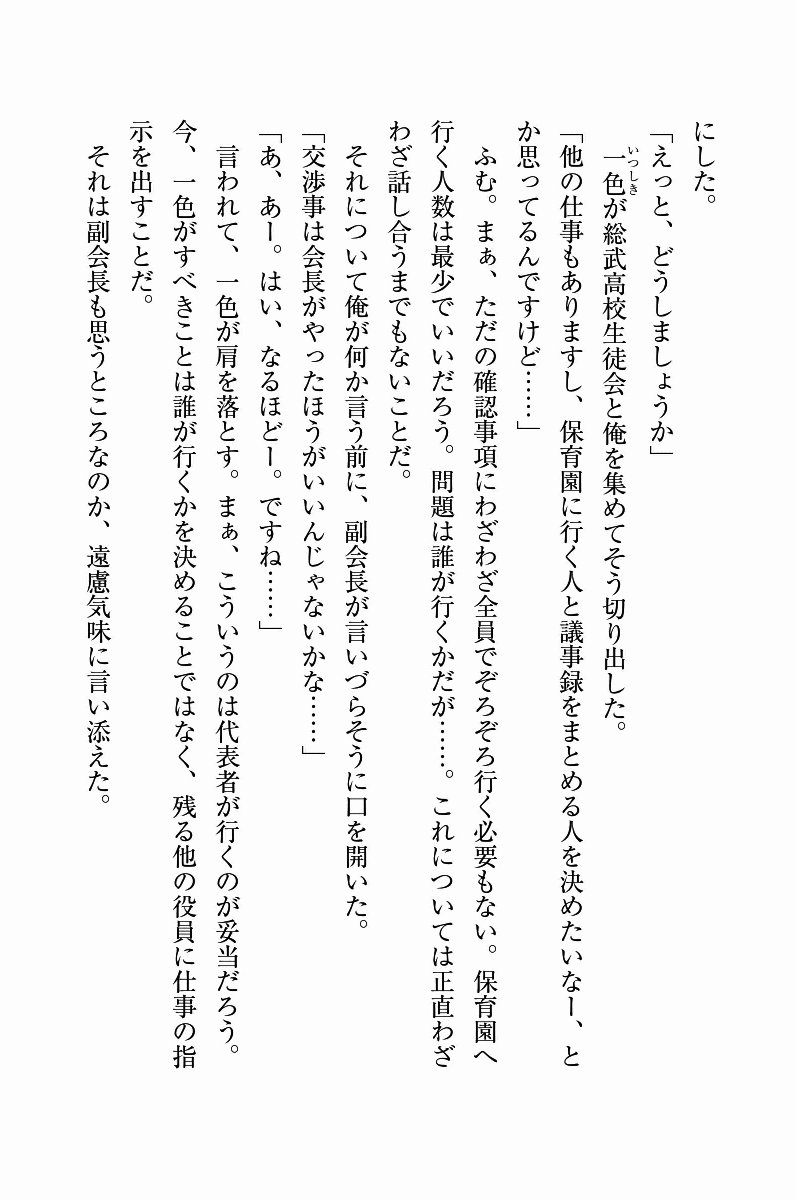 にした。
「えっと、どうしましょうか」
一色が総武高校生徒会と俺を集めてそう切り出した。
いっしき
「他の仕事もありますし、保育園に行く人と議事録をまとめる人を決めたいなー、と
か思ってるんですけど……」
ふむ。まぁ、ただの確認事項にわざわざ全員でぞろぞろ行く必要もない。保育園へ
行く人数は最少でいいだろう。問題は誰が行くかだが……。これについては正直わざ
わざ話し合うまでもないことだ。
それについて俺が何か言う前に、副会長が言いづらそうに口を開いた。
「交渉事は会長がやったほうがいいんじゃないかな……」
「あ、あー。はい、なるほどー。ですね……」
言われて、一色が肩を落とす。まぁ、こういうのは代表者が行くのが妥当だろう。
今、一色がすべきことは誰が行くかを決めることではなく、残る他の役員に仕事の指
示を出すことだ。
それは副会長も思うところなのか、遠慮気味に言い添えた。